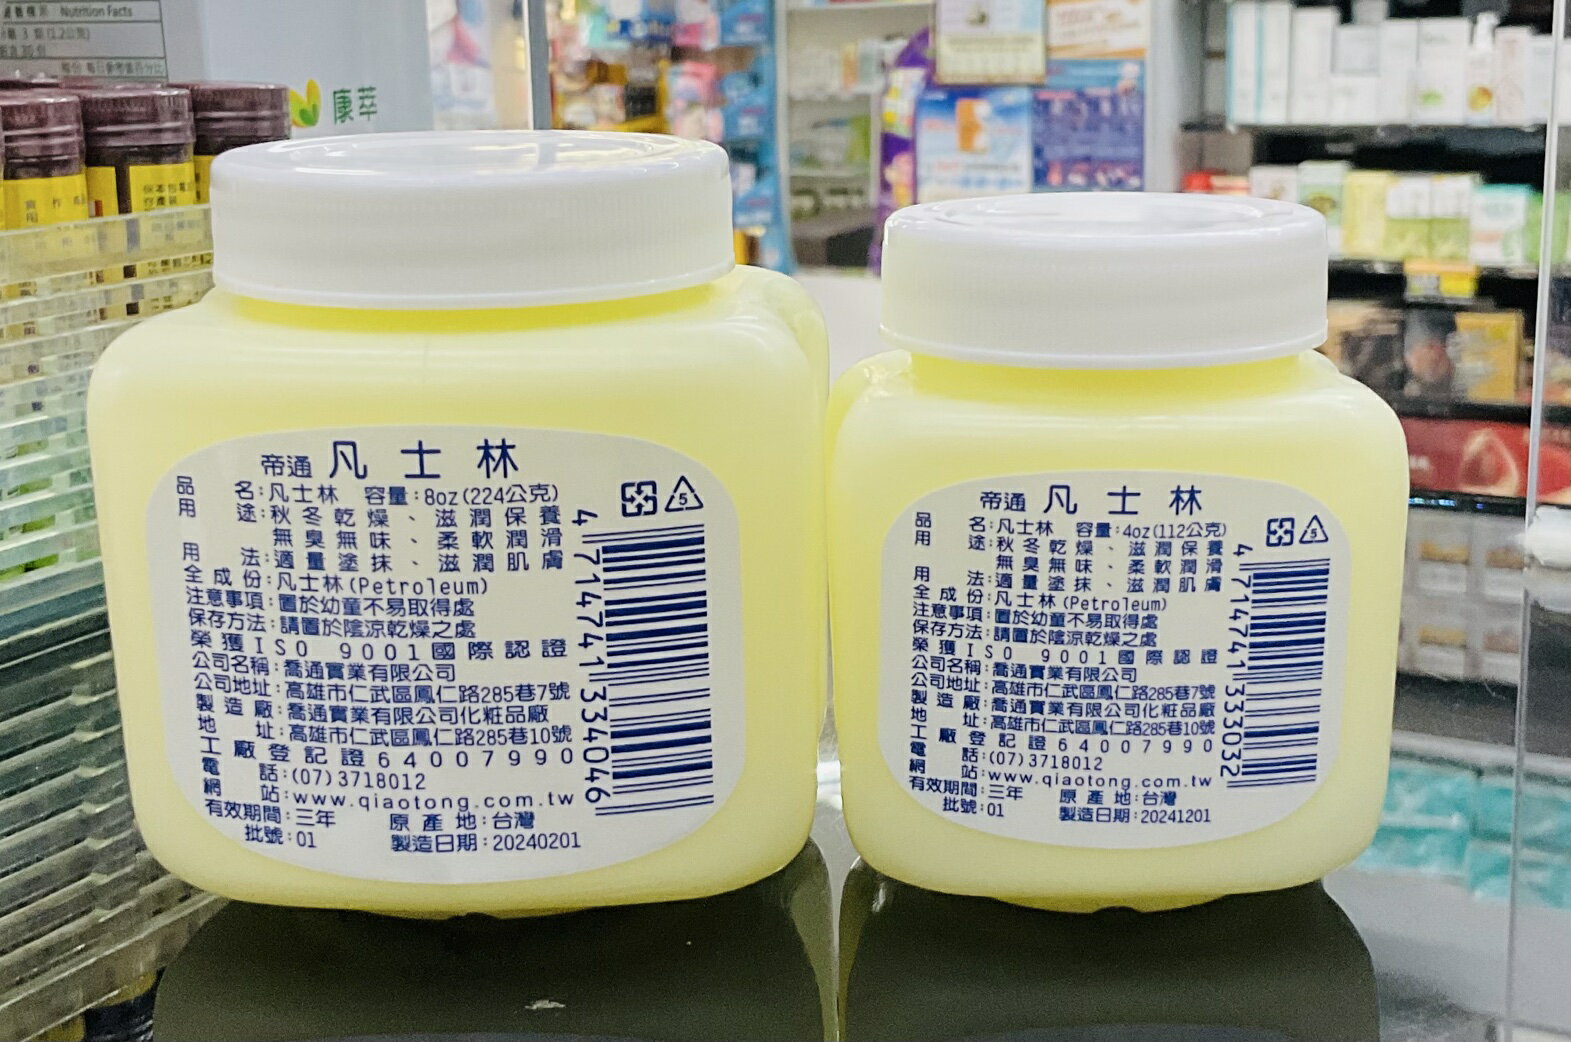 Nutrition Facts
康萃
帝通 凡士林
品名:凡士林 容量:8oz(224公克)
用途:秋冬乾燥、滋潤保養
無臭無味、柔軟潤滑
用法:適量塗抹、滋潤肌膚
全成份:凡士林(Petroleum)
注意事項:置於幼童不易取得處
保存方法:請置於陰涼乾燥之處
榮獲ISO 9001國際認證
公司名稱:喬通實業有限公司
公司地址:高雄市仁武區鳳仁路285巷7號
製造廠:喬通實業有限公司化粧品廠
地址:高雄市仁武區鳳仁路285巷10號
工廠登記證64007990
電話:(07)3718012
網站:www.qiaotong.com.tw
有效期間:三年 原產地:台灣
批號:01 製造日期:20240201
5
4714741334046
帝通 凡士林
品名:凡士林 容量:4oz(112公克)
用途:秋冬乾燥、滋潤保養
無臭無味、柔軟潤滑
用法:適量塗抹、滋潤肌膚
全成份:凡士林(Petroleum)
注意事項:置於幼童不易取得處
保存方法:請置於陰涼乾燥之處
榮獲ISO 9001國際認證
公司名稱:喬通實業有限公司
公司地址:高雄市仁武區鳳仁路285巷7號
製造廠:喬通實業有限公司化粧品廠
地址:高雄市仁武區鳳仁路285巷10號
工廠登記證64007990
電話:(07)3718012
網站:www.qiaotong.com.tw
有效期間:三年 原產地:台灣
批號:01 製造日期:20241201
5
4714741333032